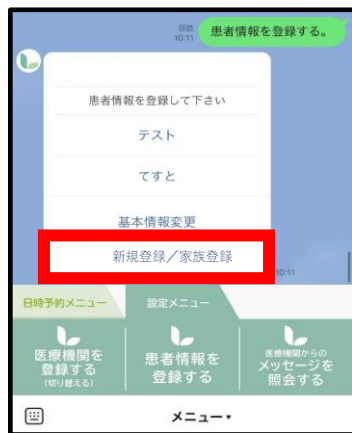 既読
10:11
患者情報を登録する。
患者情報を登録して下さい
テスト
てすと
基本情報変更
新規登録／家族登録
10:11
日時予約メニュー
設定メニュー
医療機関を
登録する
(切り替える)
患者情報を
登録する
医療機関からの
メッセージを
照会する
メニュー▾